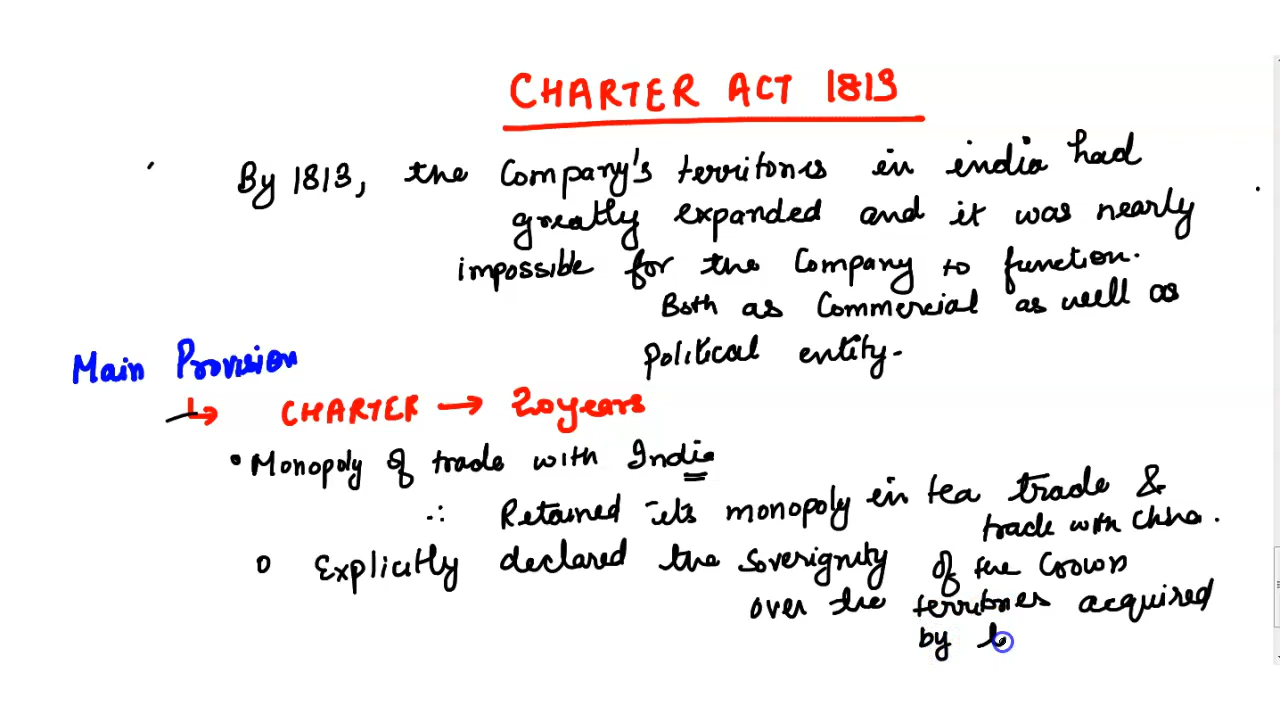 CHARTER ACT 1813
By 1813, the Company's territories in india had
greatly expanded and it was nearly
impossible for the Company to function.
Both as Commercial as well as
political entity.
Main Provision
↳ CHARTER → 20 years
• Monopoly of trade with India
∴ Retained its monopoly in tea trade &
trade with China.
o Explicitly declared the Soverignity of the Crown
over the territories acquired
by